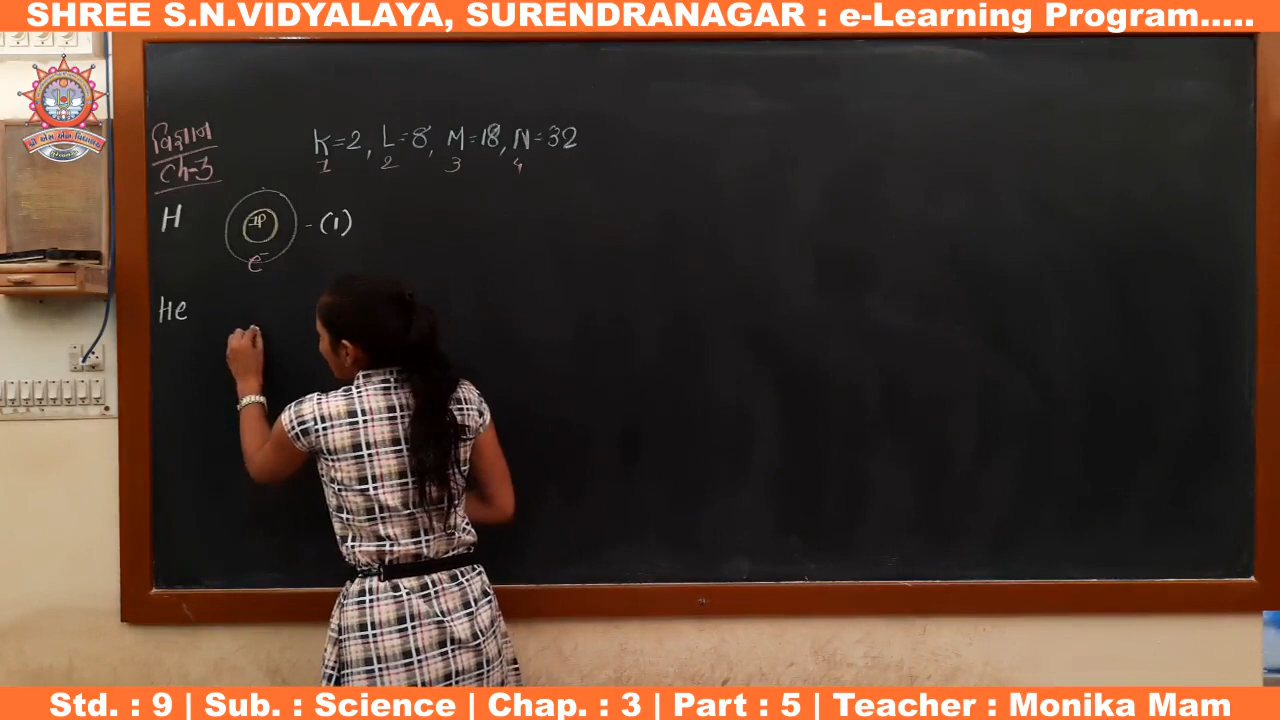 SHREE S.N.VIDYALAYA, SURENDRANAGAR : e-Learning Program.....
વિજ્ઞાન
Ch-3
K=2, L=8, M=18, N=32
1 2 3 4
H 1P - (1)
e-
He
Std. : 9 | Sub. : Science | Chap. : 3 | Part : 5 | Teacher : Monika Mam